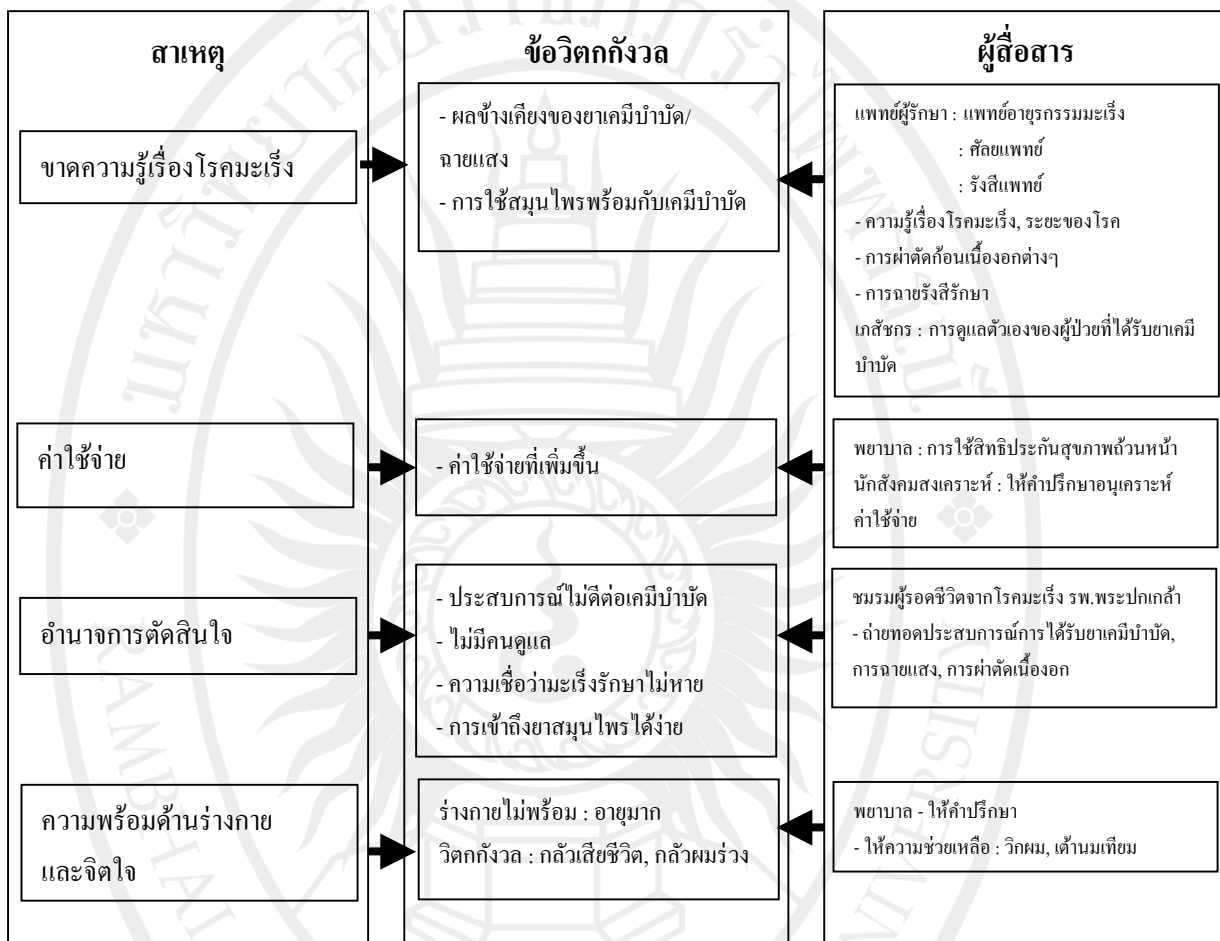 สาเหตุ
ข้อวิตกกังวล
ผู้สื่อสาร
ขาดความรู้เรื่องโรคมะเร็ง
- ผลข้างเคียงของยาเคมีบำบัด/
ฉายแสง
- การใช้สมุนไพรพร้อมกับเคมีบำบัด
แพทย์ผู้รักษา : แพทย์อายุรกรรมมะเร็ง
: ศัลยแพทย์
: รังสีแพทย์
- ความรู้เรื่องโรคมะเร็ง, ระยะของโรค
- การผ่าตัดก้อนเนื้องอกต่างๆ
- การฉายรังสีรักษา
เภสัชกร : การดูแลตัวเองของผู้ป่วยที่ได้รับยาเคมี
บำบัด
ค่าใช้จ่าย
- ค่าใช้จ่ายที่เพิ่มขึ้น
พยาบาล : การใช้สิทธิประกันสุขภาพถ้วนหน้า
นักสังคมสงเคราะห์ : ให้คำปรึกษาอนุเคราะห์
ค่าใช้จ่าย
อำนาจการตัดสินใจ
- ประสบการณ์ไม่ดีต่อเคมีบำบัด
- ไม่มีคนดูแล
- ความเชื่อว่ามะเร็งรักษาไม่หาย
- การเข้าถึงยาสมุนไพรได้ง่าย
ชมรมผู้รอดชีวิตจากโรคมะเร็ง รพ.พระปกเกล้า
- ถ่ายทอดประสบการณ์การได้รับยาเคมีบำบัด,
การฉายแสง, การผ่าตัดเนื้องอก
ความพร้อมด้านร่างกาย
และจิตใจ
ร่างกายไม่พร้อม : อายุมาก
วิตกกังวล : กลัวเสียชีวิต, กลัวผมร่วง
พยาบาล - ให้คำปรึกษา
- ให้ความช่วยเหลือ : วิกผม, เต้านมเทียม